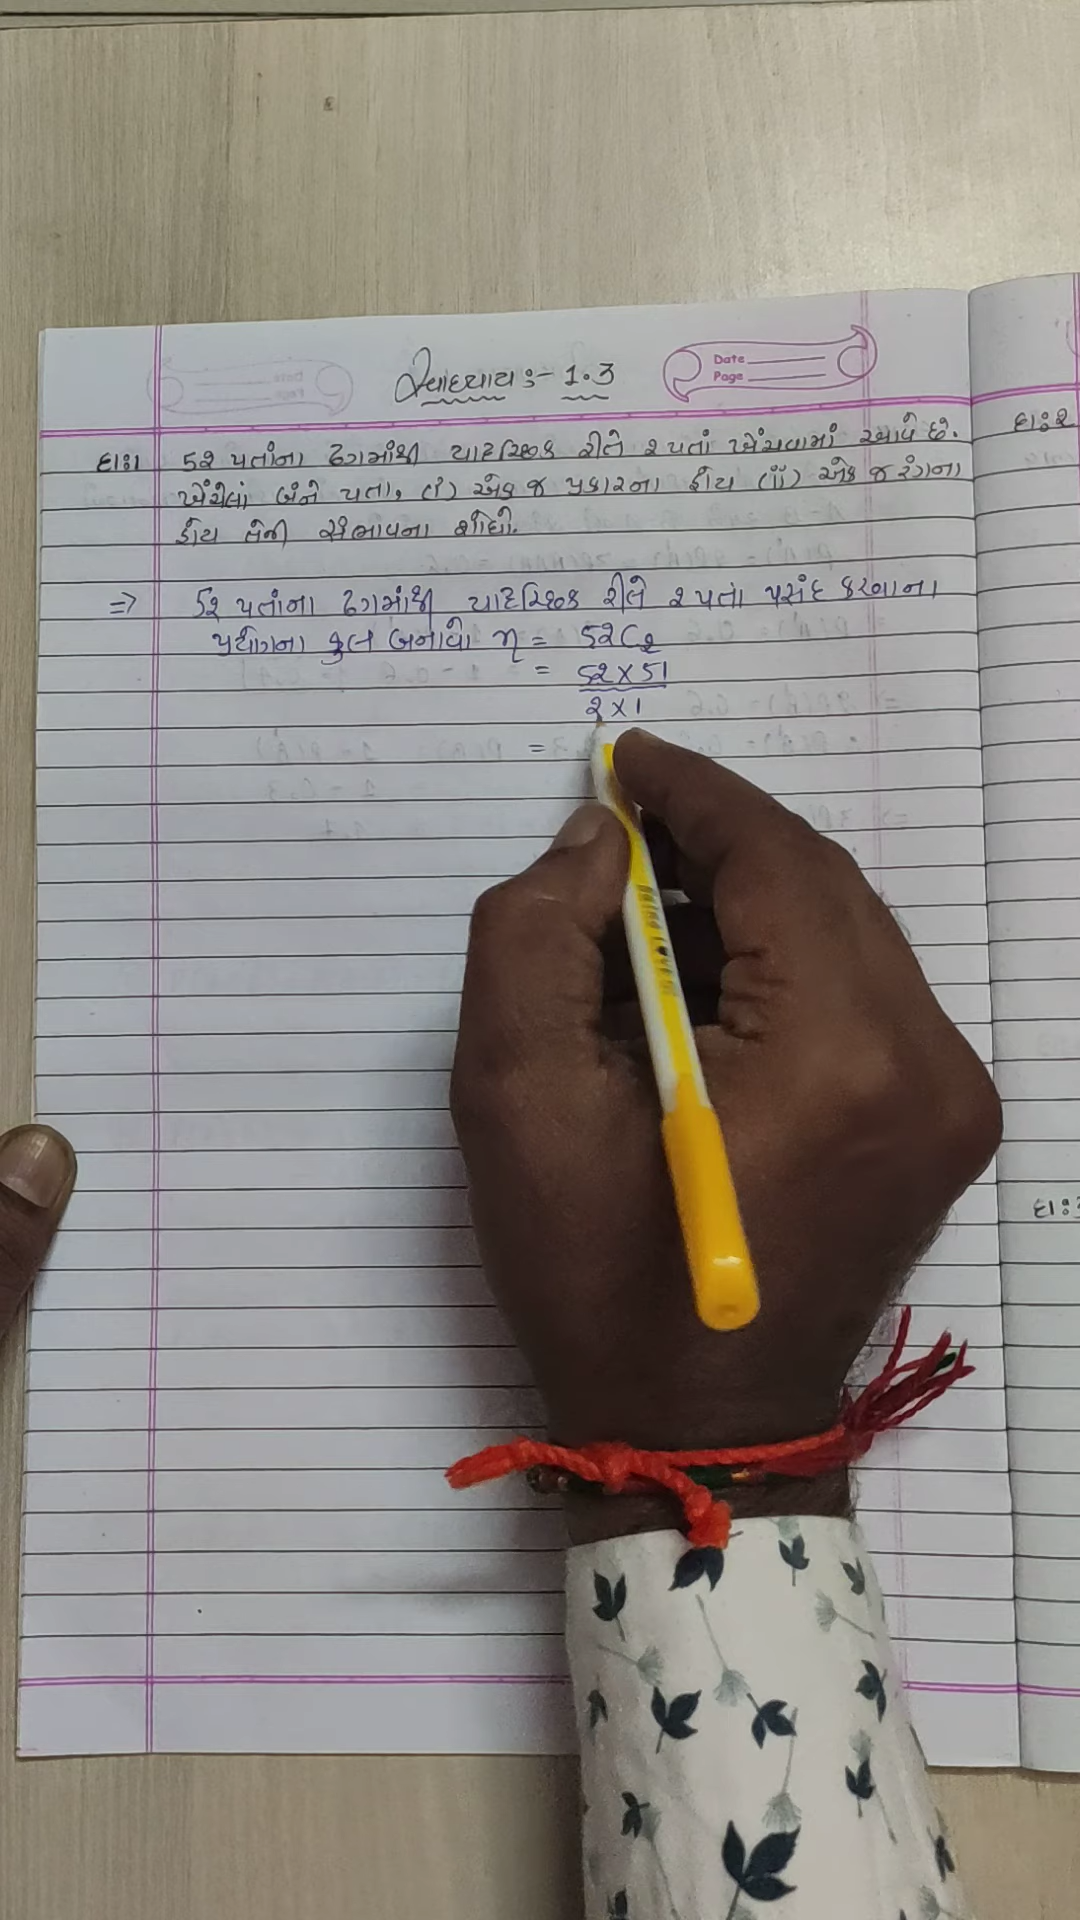 સ્વાધ્યાય:- 1.3
Date
Page
દા:1 52 પતાંના ઢગમાંથી યાદચ્છિક રીતે 2 પતાં ખેંચવામાં આવે છે.
ખેંચેલાં બંને પતા, (i) એક જ પ્રકારના હોય (ii) એક જ રંગના
હોય તેની સંભાવના શોધો.
=> 52 પતાંના ઢગમાંથી યાદચ્છિક રીતે 2 પતા પસંદ કરવાના
પ્રયોગના કુલ બનાવો n = 52C2
= 52 x 51
2 x 1
=
દા:2
દા:3